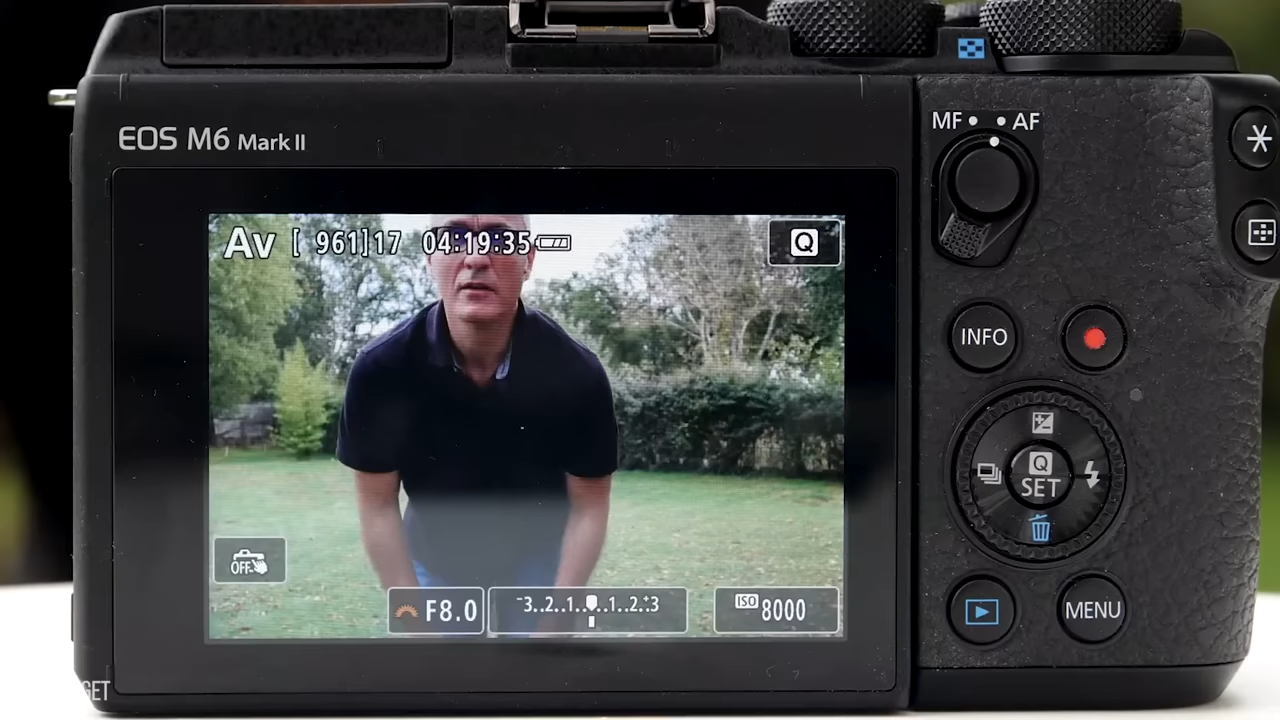 EOS M6 Mark II
MF AF
Av [ 961]17 04:19:35
Q
INFO
Q
SET
OFF
F8.0
-3..2..1..0..1..2.+3
ISO 8000
MENU
GET